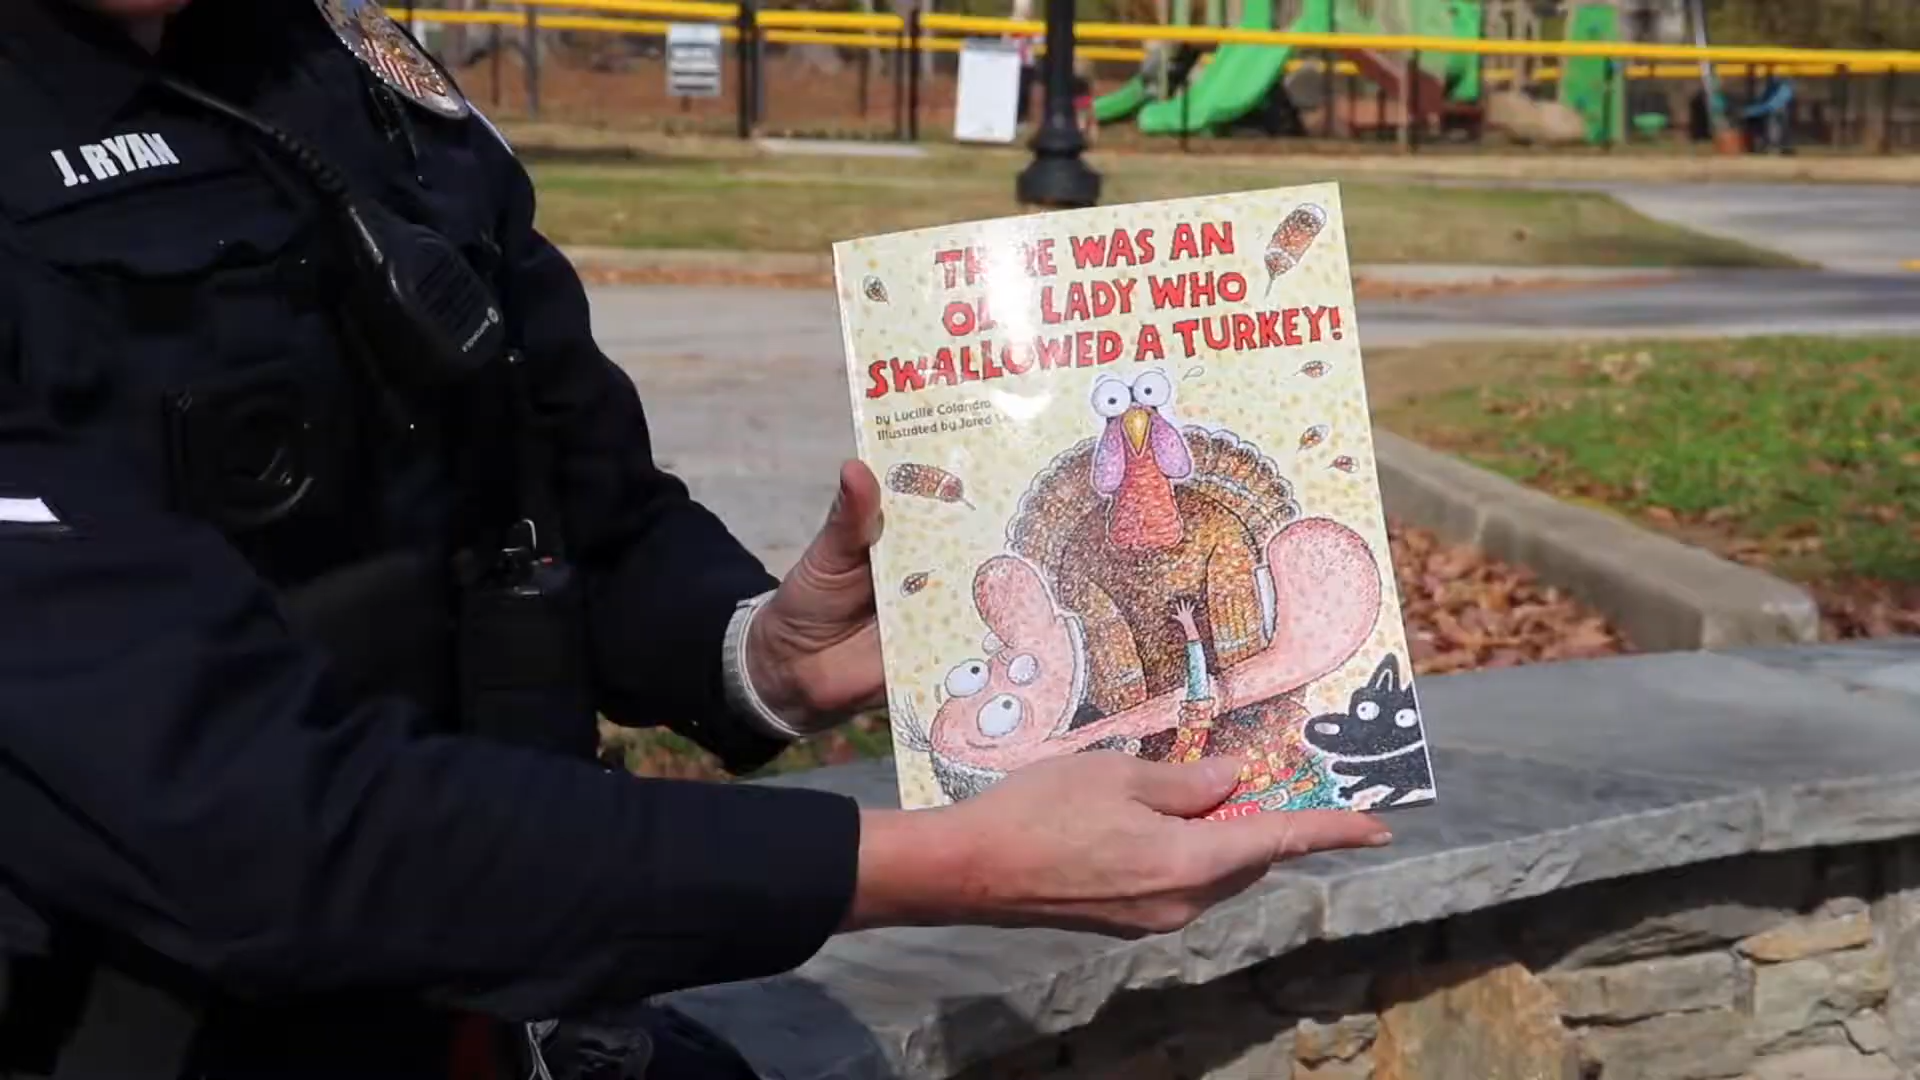 J. RYAN
THERE WAS AN
OLD LADY WHO
SWALLOWED A TURKEY!
by Lucille Colandro
Illustrated by Jared